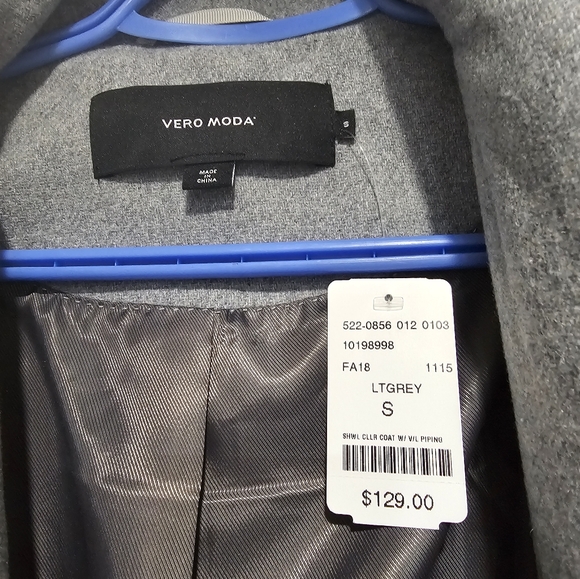 VERO MODA
S
MADE
IN
CHINA
522-0856 012 0103
10198998
FA18 1115
LTGREY
S
SHWL CLLR COAT W/ V/L PIPING
$129.00